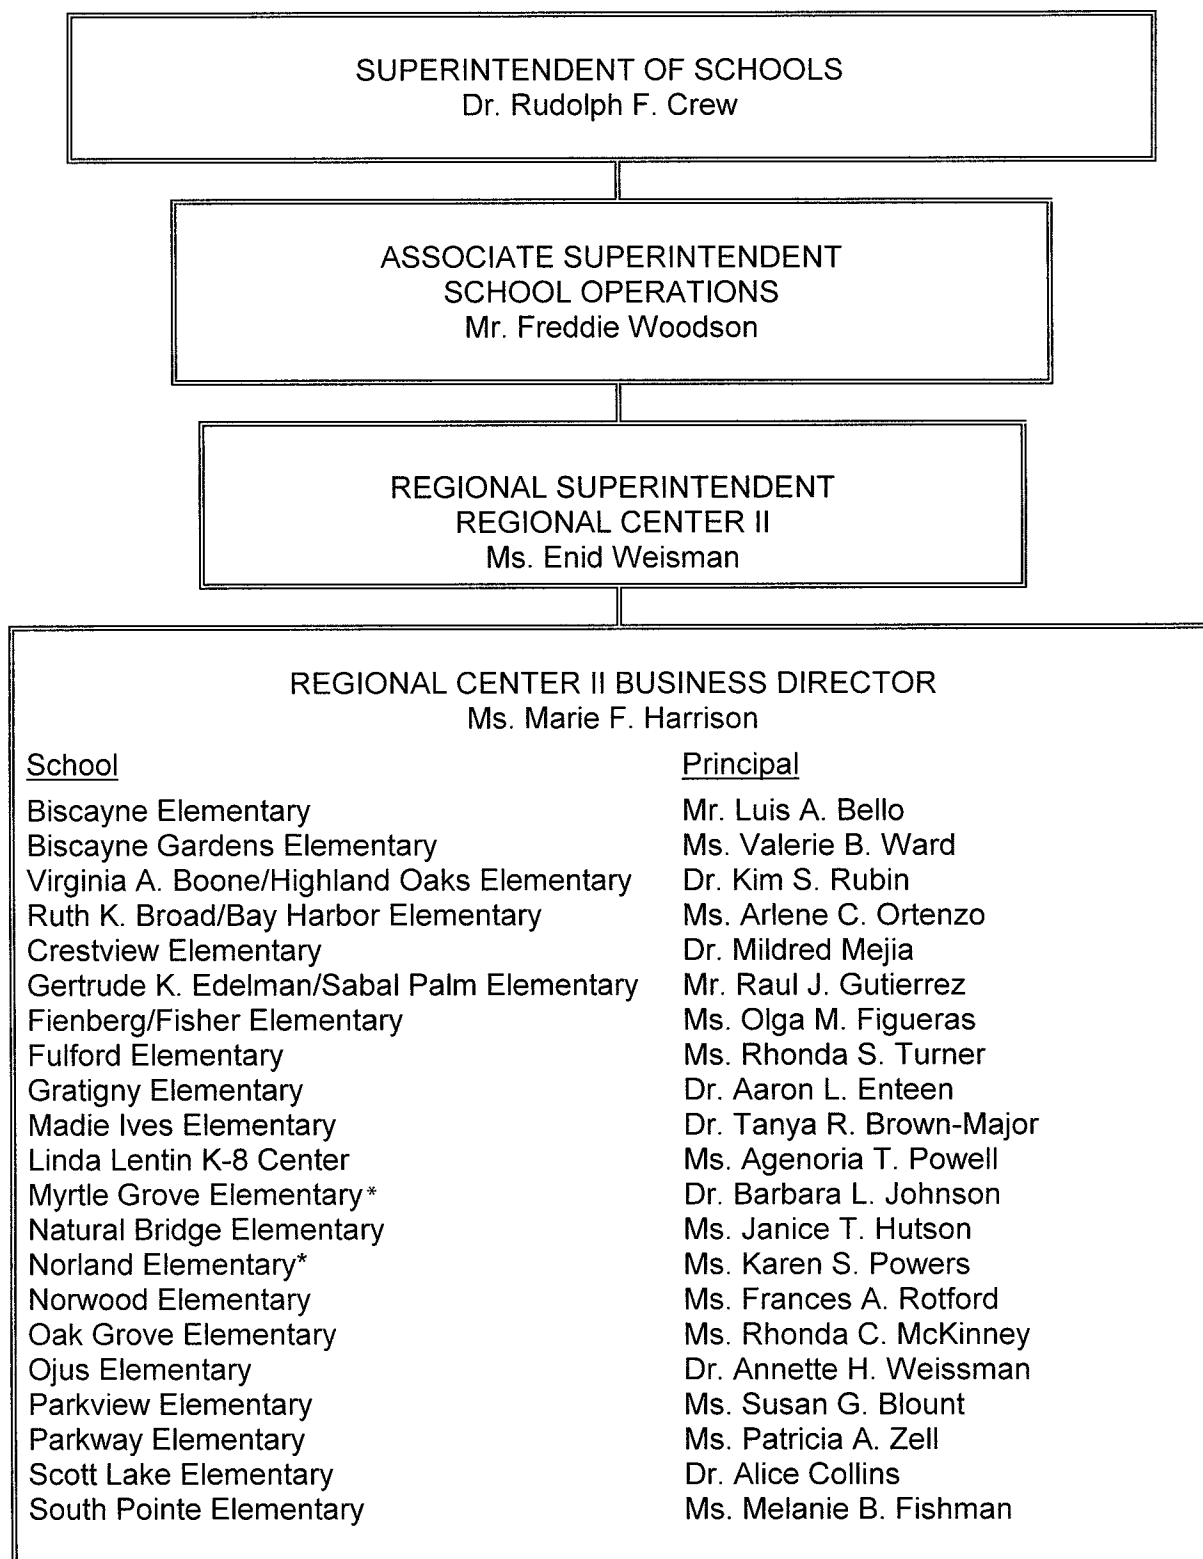 SUPERINTENDENT OF SCHOOLS
Dr. Rudolph F. Crew
ASSOCIATE SUPERINTENDENT
SCHOOL OPERATIONS
Mr. Freddie Woodson
REGIONAL SUPERINTENDENT
REGIONAL CENTER II
Ms. Enid Weisman
REGIONAL CENTER II BUSINESS DIRECTOR
Ms. Marie F. Harrison
School Principal
Biscayne Elementary Mr. Luis A. Bello
Biscayne Gardens Elementary Ms. Valerie B. Ward
Virginia A. Boone/Highland Oaks Elementary Dr. Kim S. Rubin
Ruth K. Broad/Bay Harbor Elementary Ms. Arlene C. Ortenzo
Crestview Elementary Dr. Mildred Mejia
Gertrude K. Edelman/Sabal Palm Elementary Mr. Raul J. Gutierrez
Fienberg/Fisher Elementary Ms. Olga M. Figueras
Fulford Elementary Ms. Rhonda S. Turner
Gratigny Elementary Dr. Aaron L. Enteen
Madie Ives Elementary Dr. Tanya R. Brown-Major
Linda Lentin K-8 Center Ms. Agenoria T. Powell
Myrtle Grove Elementary* Dr. Barbara L. Johnson
Natural Bridge Elementary Ms. Janice T. Hutson
Norland Elementary* Ms. Karen S. Powers
Norwood Elementary Ms. Frances A. Rotford
Oak Grove Elementary Ms. Rhonda C. McKinney
Ojus Elementary Dr. Annette H. Weissman
Parkview Elementary Ms. Susan G. Blount
Parkway Elementary Ms. Patricia A. Zell
Scott Lake Elementary Dr. Alice Collins
South Pointe Elementary Ms. Melanie B. Fishman